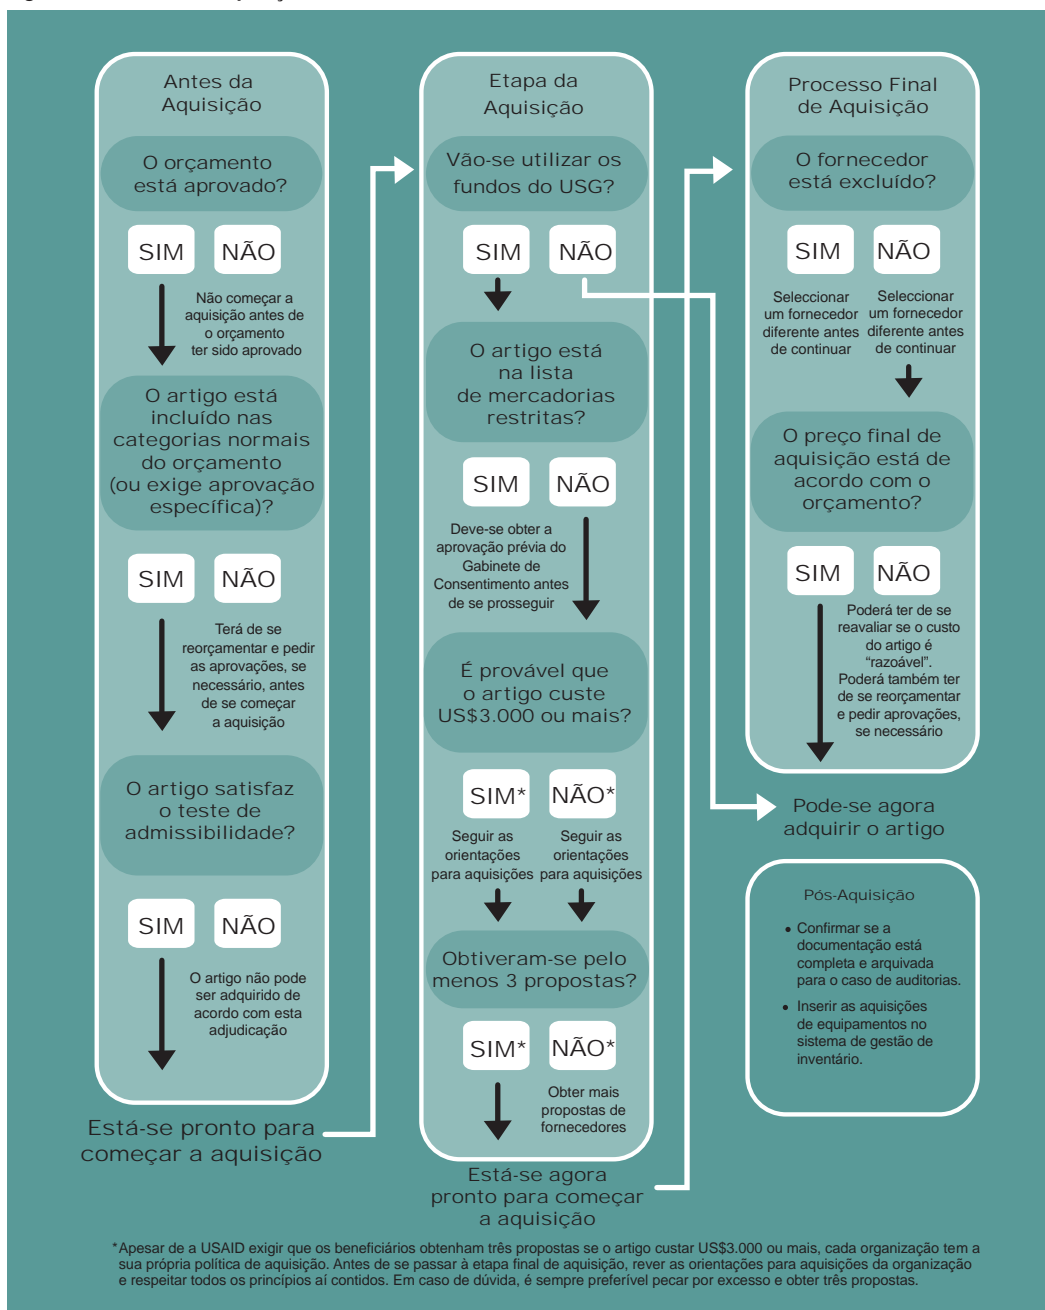 Antes da
Aquisição
O orçamento
está aprovado?
SIM
NÃO
Não começar a
aquisição antes de
o orçamento
ter sido aprovado
O artigo está
incluído nas
categorias normais
do orçamento
(ou exige aprovação
específica)?
SIM
NÃO
Terá de se
reorçamentar e pedir
as aprovações, se
necessário, antes
de se começar
a aquisição
O artigo satisfaz
o teste de
admissibilidade?
SIM
NÃO
O artigo não pode
ser adquirido de
acordo com esta
adjudicação
Está-se pronto para
começar a aquisição
Etapa da
Aquisição
Vão-se utilizar os
fundos do USG?
SIM
NÃO
O artigo está
na lista
de mercadorias
restritas?
SIM
NÃO
Deve-se obter a
aprovação prévia do
Gabinete de
Consentimento antes
de se prosseguir
É provável que
o artigo custe
US$3.000 ou mais?
SIM*
NÃO*
Seguir as
orientações
para aquisições
Seguir as
orientações
para aquisições
Obtiveram-se pelo
menos 3 propostas?
SIM*
NÃO*
Obter mais
propostas de
fornecedores
Está-se agora
pronto para começar
a aquisição
Processo Final
de Aquisição
O fornecedor
está excluído?
SIM
NÃO
Seleccionar
um fornecedor
diferente antes
de continuar
Seleccionar
um fornecedor
diferente antes
de continuar
O preço final de
aquisição está de
acordo com o
orçamento?
SIM
NÃO
Poderá ter de se
reavaliar se o custo
do artigo é
“razoável”.
Poderá também ter
de se reorçamentar
e pedir aprovações,
se necessário
Pode-se agora
adquirir o artigo
Pós-Aquisição
• Confirmar se a
documentação está
completa e arquivada
para o caso de auditorias.
• Inserir as aquisições
de equipamentos no
sistema de gestão de
inventário.
*Apesar de a USAID exigir que os beneficiários obtenham três propostas se o artigo custar US$3.000 ou mais, cada organização tem a
sua própria política de aquisição. Antes de se passar à etapa final de aquisição, rever as orientações para aquisições da organização
e respeitar todos os princípios aí contidos. Em caso de dúvida, é sempre preferível pecar por excesso e obter três propostas.